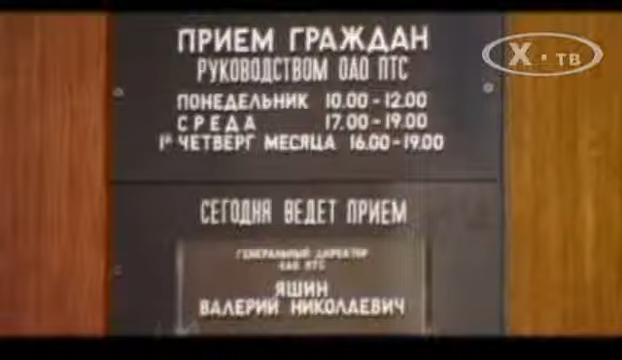 Х·ТВ
ПРИЕМ ГРАЖДАН
РУКОВОДСТВОМ ОАО ПТС
ПОНЕДЕЛЬНИК 10.00-12.00
СРЕДА 17.00-19.00
1й ЧЕТВЕРГ МЕСЯЦА 16.00-19.00
СЕГОДНЯ ВЕДЕТ ПРИЕМ
ГЕНЕРАЛЬНЫЙ ДИРЕКТОР
ОАО ПТС
ЯШИН
ВАЛЕРИЙ НИКОЛАЕВИЧ